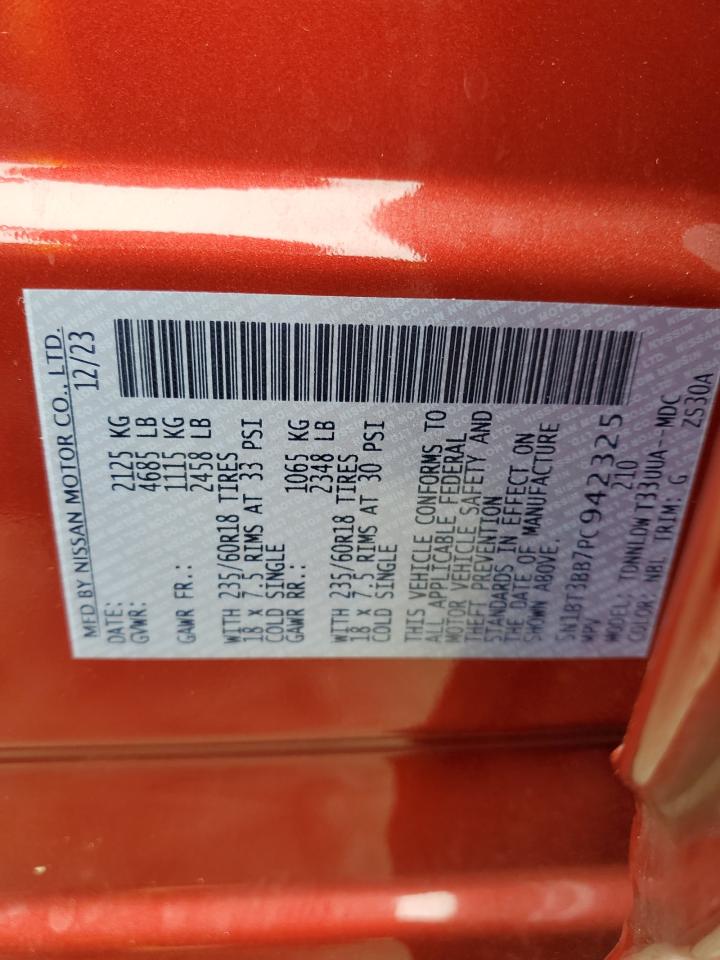 MFD BY NISSAN MOTOR CO., LTD.
DATE: 12/23
GVWR: 2125 KG
4685 LB
GAWR FR.: 1115 KG
2458 LB
WITH 235/60R18 TIRES
18 x 7.5 RIMS AT 33 PSI
COLD SINGLE
GAWR RR.: 1065 KG
2348 LB
WITH 235/60R18 TIRES
18 x 7.5 RIMS AT 30 PSI
COLD SINGLE
THIS VEHICLE CONFORMS TO
ALL APPLICABLE FEDERAL
MOTOR VEHICLE SAFETY AND
THEFT PREVENTION
STANDARDS IN EFFECT ON
THE DATE OF MANUFACTURE
SHOWN ABOVE.
5N1BT3BB7PC942325
MPV 210
MODEL: TDNNLDWT33UUA--MDC
COLOR: NBL TRIM: G ZS30A